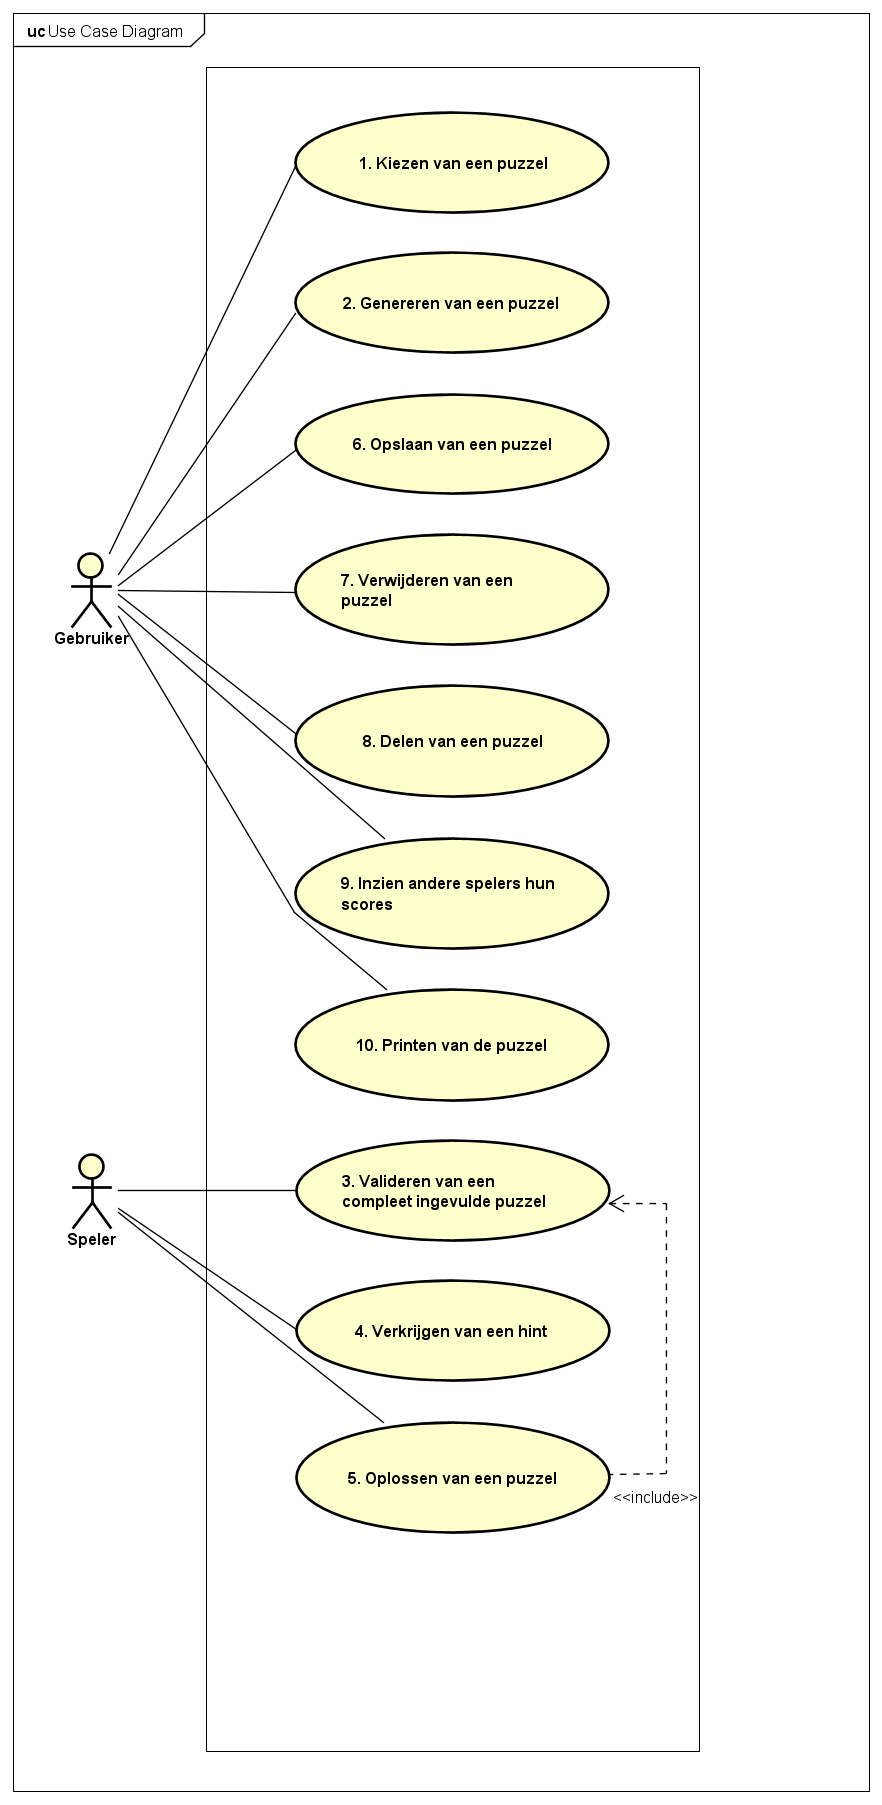 uc Use Case Diagram
1. Kiezen van een puzzel
2. Genereren van een puzzel
6. Opslaan van een puzzel
7. Verwijderen van een
puzzel
Gebruiker
8. Delen van een puzzel
9. Inzien andere spelers hun
scores
10. Printen van de puzzel
3. Valideren van een
compleet ingevulde puzzel
Speler
4. Verkrijgen van een hint
5. Oplossen van een puzzel
<<include>>